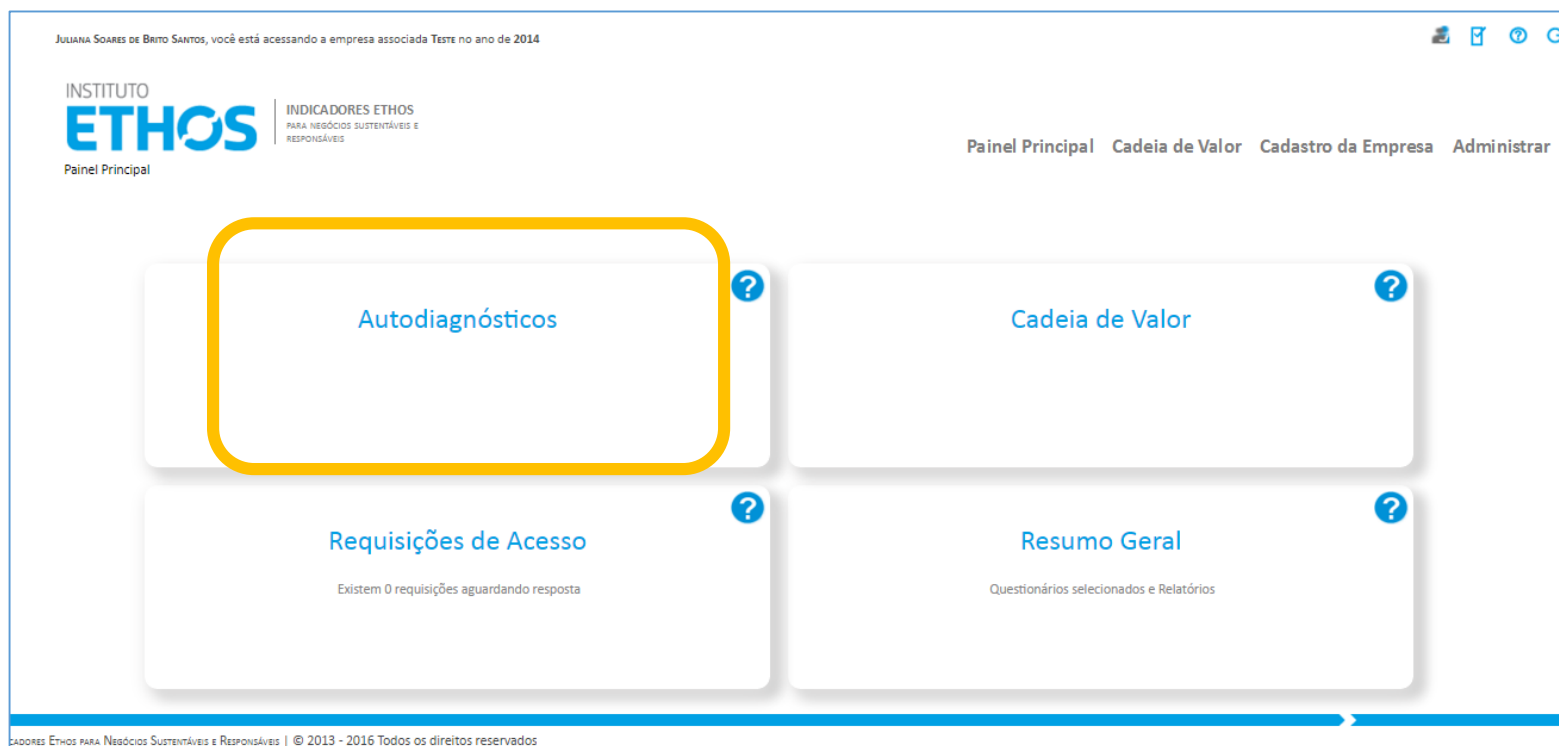 Juliana Soares de Brito Santos, você está acessando a empresa associada Teste no ano de 2014
INSTITUTO
ETHOS
INDICADORES ETHOS
PARA NEGÓCIOS SUSTENTÁVEIS E
RESPONSÁVEIS
Painel Principal
Painel Principal Cadeia de Valor Cadastro da Empresa Administrar
Autodiagnósticos
Cadeia de Valor
Requisições de Acesso
Existem 0 requisições aguardando resposta
Resumo Geral
Questionários selecionados e Relatórios
cadores Ethos para Negócios Sustentáveis e Responsáveis | © 2013 - 2016 Todos os direitos reservados